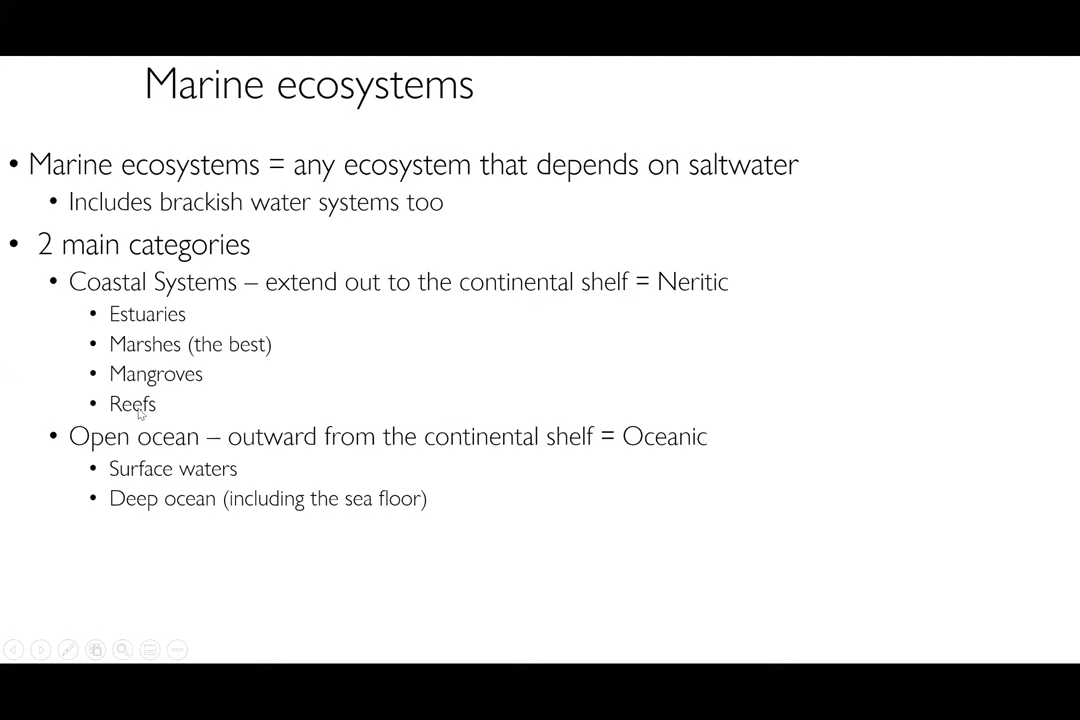 Marine ecosystems
• Marine ecosystems = any ecosystem that depends on saltwater
• Includes brackish water systems too
• 2 main categories
• Coastal Systems – extend out to the continental shelf = Neritic
• Estuaries
• Marshes (the best)
• Mangroves
• Reefs
• Open ocean – outward from the continental shelf = Oceanic
• Surface waters
• Deep ocean (including the sea floor)